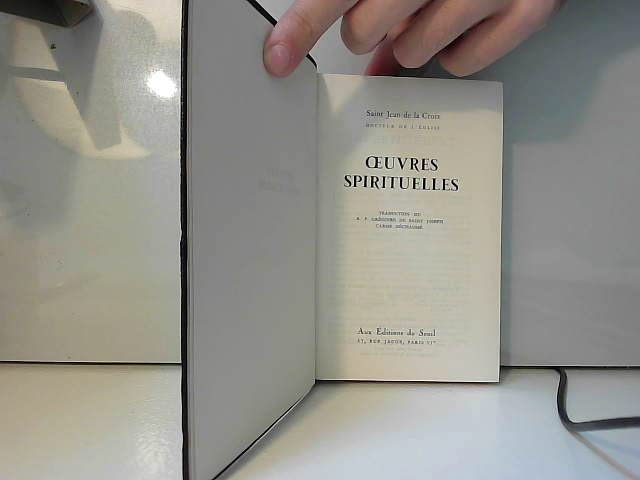 Saint Jean de la Croix
DOCTEUR DE L'ÉGLISE
ŒUVRES
SPIRITUELLES
TRADUCTION DU
R. P. GRÉGOIRE DE SAINT JOSEPH
CARME DÉCHAUSSÉ
Aux Éditions du Seuil
27, RUE JACOB, PARIS VIᵉ